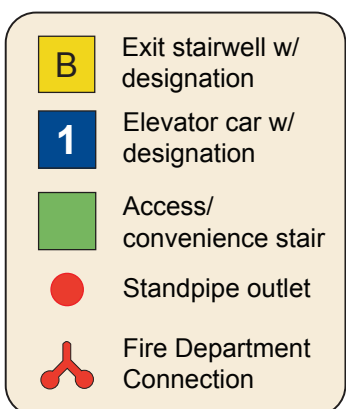 B
Exit stairwell w/
designation
1
Elevator car w/
designation
Access/
convenience stair
Standpipe outlet
Fire Department
Connection